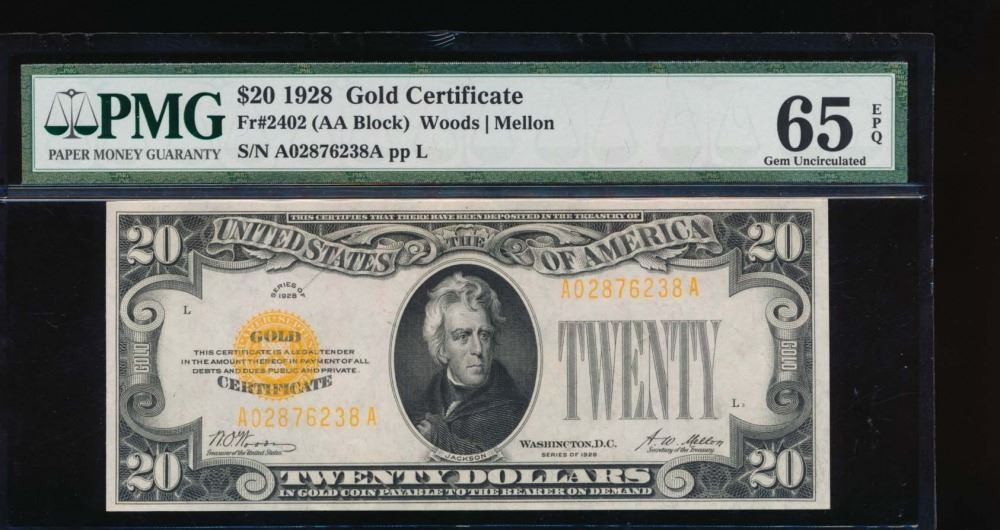 PMG
PAPER MONEY GUARANTY
$20 1928 Gold Certificate
Fr#2402 (AA Block) Woods | Mellon
S/N A02876238A pp L
65 EPQ
Gem Uncirculated
THIS CERTIFIES THAT THERE HAVE BEEN DEPOSITED IN THE TREASURY OF
20 UNITED STATES THE OF AMERICA 20
SERIES OF 1928
A02876238A
L
GOLD
GOLD
TWENTY
GOLD
THIS CERTIFICATE IS A LEGAL TENDER
IN THE AMOUNT THEREOF IN PAYMENT OF ALL
DEBTS AND DUES PUBLIC AND PRIVATE
CERTIFICATE
L
A02876238A
WASHINGTON, D.C.
A. W. Mellon
Treasurer of the United States
JACKSON
SERIES OF 1928
Secretary of the Treasury
20 TWENTY DOLLARS 20
IN GOLD COIN PAYABLE TO THE BEARER ON DEMAND